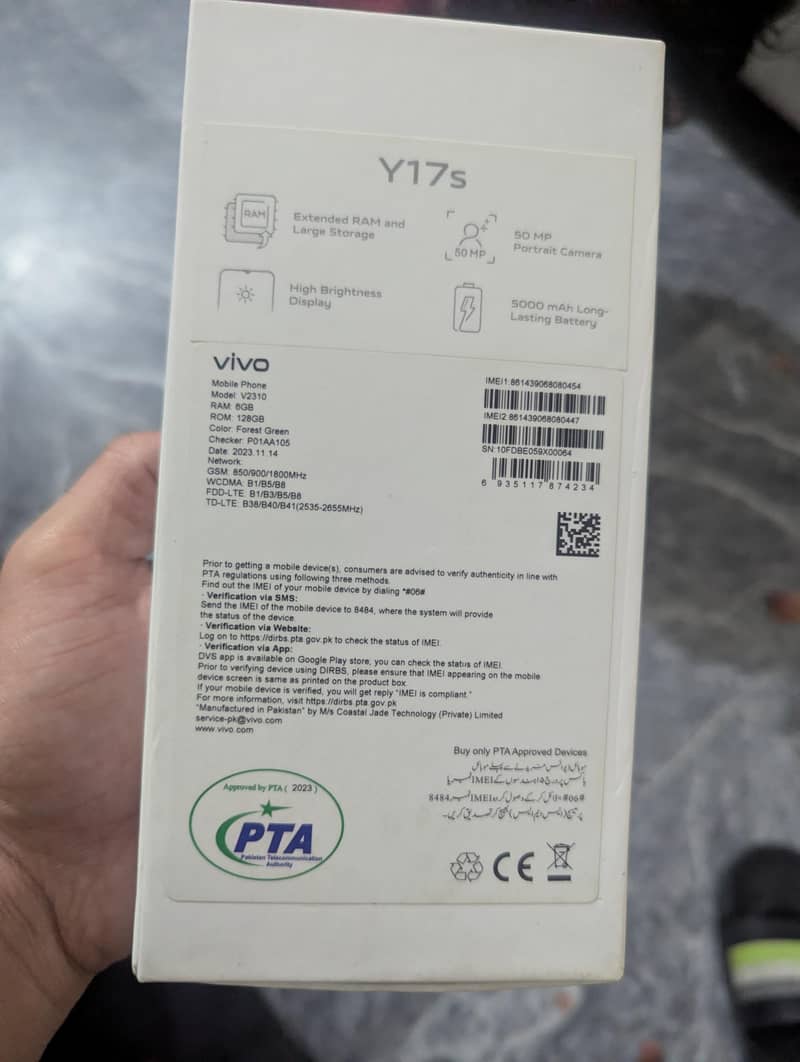 Y17s
RAM
Extended RAM and
Large Storage
50 MP
50 MP
Portrait Camera
High Brightness
Display
5000 mAh Long-
Lasting Battery
vivo
Mobile Phone
Model: V2310
RAM: 6GB
ROM: 128GB
Color: Forest Green
Checker: P01AA105
Date: 2023.11.14
Network:
GSM: 850/900/1800MHz
WCDMA: B1/B5/B8
FDD-LTE: B1/B3/B5/B8
TD-LTE: B38/B40/B41(2535-2655MHz)
IMEI1:861439068080454
IMEI2:861439068080447
SN:10FDBE059X00064
6 935117 874234
Prior to getting a mobile device(s), consumers are advised to verify authenticity in line with
PTA regulations using following three methods.
Find out the IMEI of your mobile device by dialing *#06#
· Verification via SMS:
Send the IMEI of the mobile device to 8484, where the system will provide
the status of the device.
· Verification via Website:
Log on to https://dirbs.pta.gov.pk to check the status of IMEI.
· Verification via App:
DVS app is available on Google Play store, you can check the status of IMEI.
Prior to verifying device using DIRBS, please ensure that IMEI appearing on the mobile
device screen is same as printed on the product box.
If your mobile device is verified, you will get reply "IMEI is compliant."
For more information, visit https://dirbs.pta.gov.pk
"Manufactured in Pakistan" by M/s Coastal Jade Technology (Private) Limited
service-pk@vivo.com
www.vivo.com
Buy only PTA Approved Devices
Approved by PTA ( 2023 )
PTA
Pakistan Telecommunication
Authority
CE